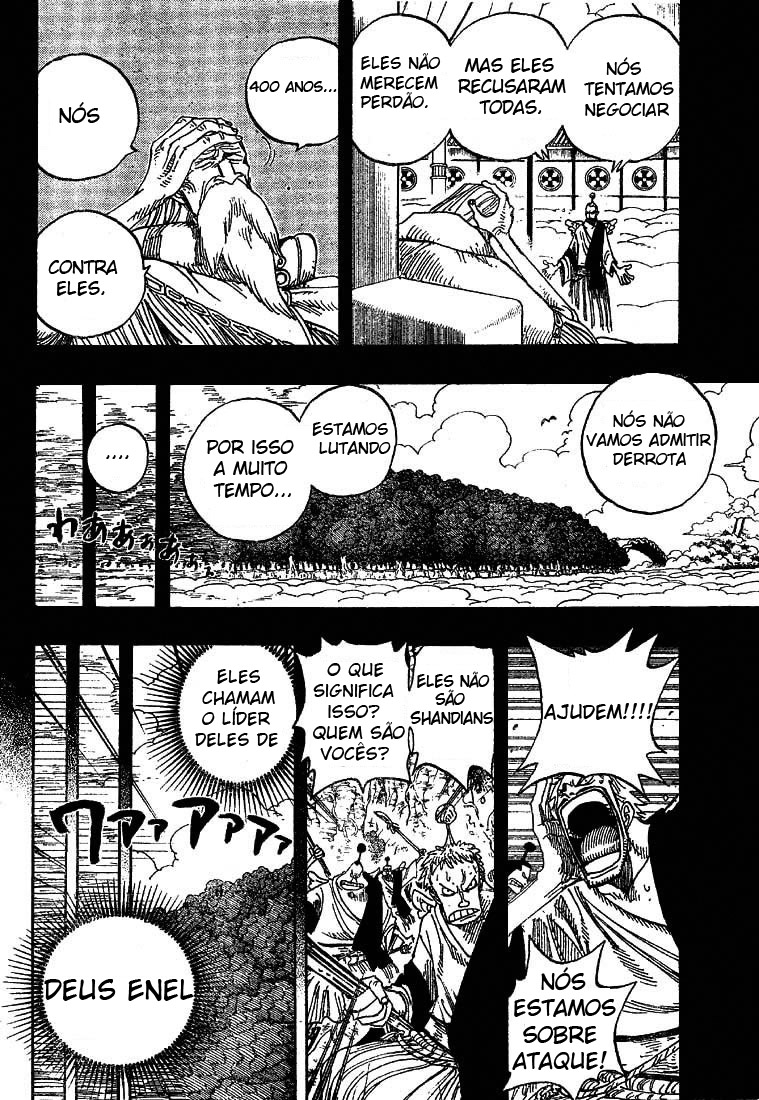 NÓS
TENTAMOS
NEGOCIAR
MAS ELES
RECUSARAM
TODAS.
ELES NÃO
MERECEM
PERDÃO.
400 ANOS...
NÓS
CONTRA
ELES.
NÓS NÃO
VAMOS ADMITIR
DERROTA
ESTAMOS
LUTANDO
POR ISSO
A MUITO
TEMPO...
....
わあぁぁぁぁ
AJUDEM!!!!
NÓS
ESTAMOS
SOBRE
ATAQUE!
ELES NÃO
SÃO
SHANDIANS
O QUE
SIGNIFICA
ISSO?
QUEM SÃO
VOCÊS?
ELES
CHAMAM
O LÍDER
DELES DE
ワアァァアァァ
DEUS ENEL